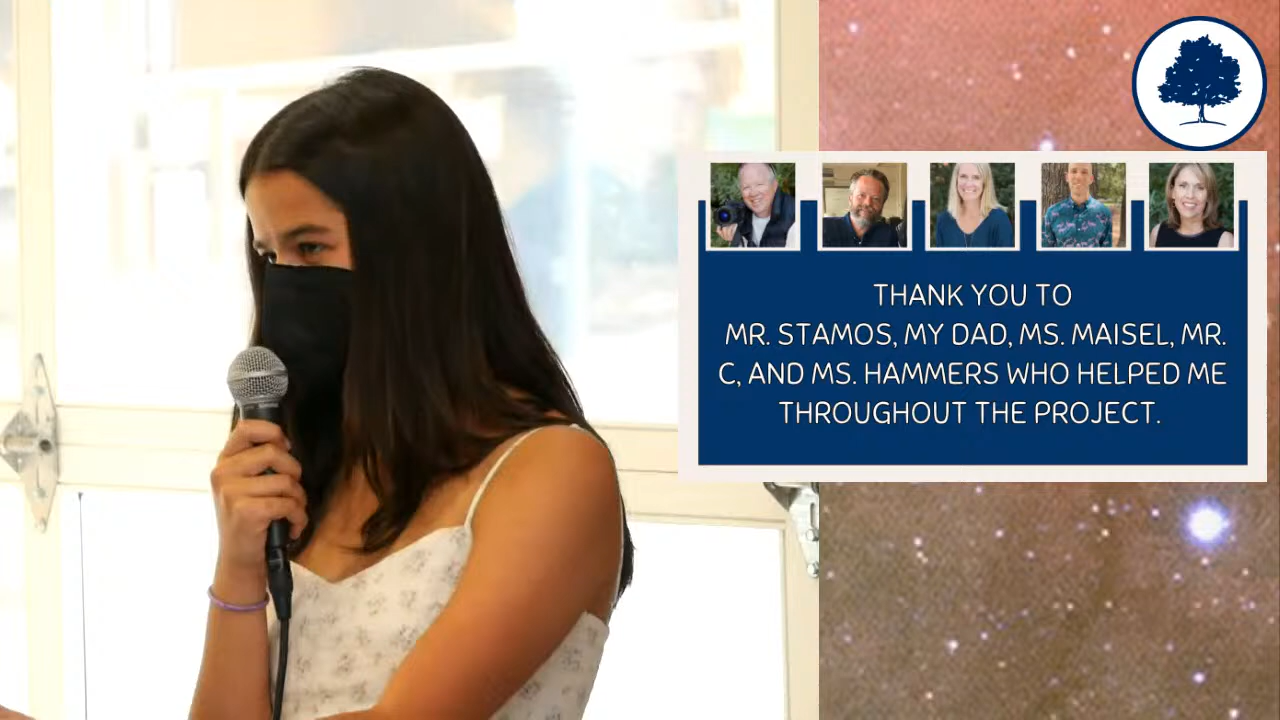 THANK YOU TO
MR. STAMOS, MY DAD, MS. MAISEL, MR.
C, AND MS. HAMMERS WHO HELPED ME
THROUGHOUT THE PROJECT.